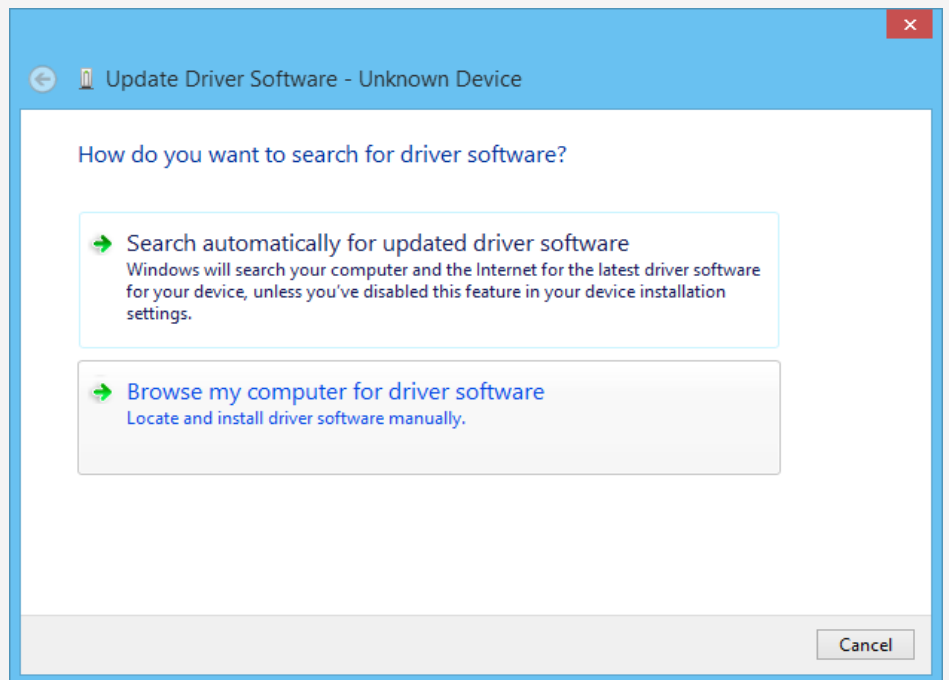 Update Driver Software - Unknown Device
How do you want to search for driver software?
Search automatically for updated driver software
Windows will search your computer and the Internet for the latest driver software
for your device, unless you've disabled this feature in your device installation
settings.
Browse my computer for driver software
Locate and install driver software manually.
Cancel